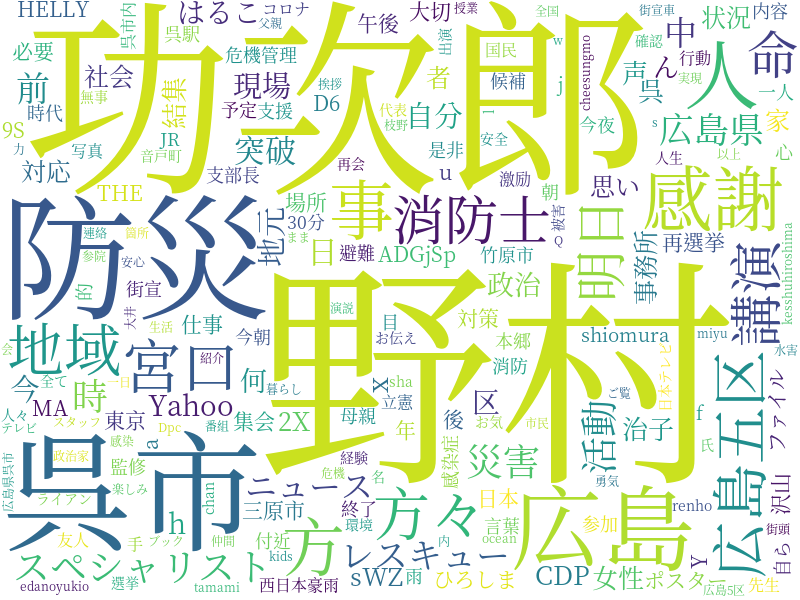 HELLY
はるこ
コロナ
父親
授業
呉市内
呉駅
午後
大切
全国
街宣車
状況
内容
必要
社会
危機管理
功次郎
出演
国民
w
確認
中
命
前
現場
挨拶
者
候補
j
声
ん
行動
人
一人
時代
無事
結集
予定
支援
D6
代表
枝野
自分
l
安全
cheesungmo
実現
今夜
s
呉
広島県
家
心
9S
カ
写真
JR
音戸町
突破
是非
対応
THE
支部長
再会
u
激励
朝
思い
人生
以上
感謝
防災
場所
30分
事
消防士
Q
被害
連絡
箇所
地元
まま
日
避難
ADGjSp
竹原市
明日
事務所
再選挙
講演
kesshuhiroshima
参院
安心
的
街宣
政治
大井
生活
仕事
演説
目
対策
野村
本郷
shiomura
miyu
水害
地域
宮口
今朝
お伝え
消防
会
全て
紹介
何
今
時
暮らし
X
sha
区
広島五区
日本テレビ
ファイル
人々
一日
MA
Yahoo
2X
母親
立憲
ご覧
活動
f
テレビ
スタッフ
東京
集会
年
後
お気
市民
治子
氏
呉市
感染
Dpc
番組
a
方
方々
感染症
災害
広島
沢山
広島県呉市
政治家
監修
ニュース
危機
経験
名
勇気
日本
renho
楽しみ
ライアン
chan
h
三原市
終了
環境
言葉
参加
Y
街頭
自ら
友人
手
ブック
仲間
付近
レスキュー
内
ocean
スペシャリスト
kids
sWZ
雨
ひろしま
CDP
女性
ポスター
edanoyukio
選挙
tamami
西日本豪雨
広島5区
先生